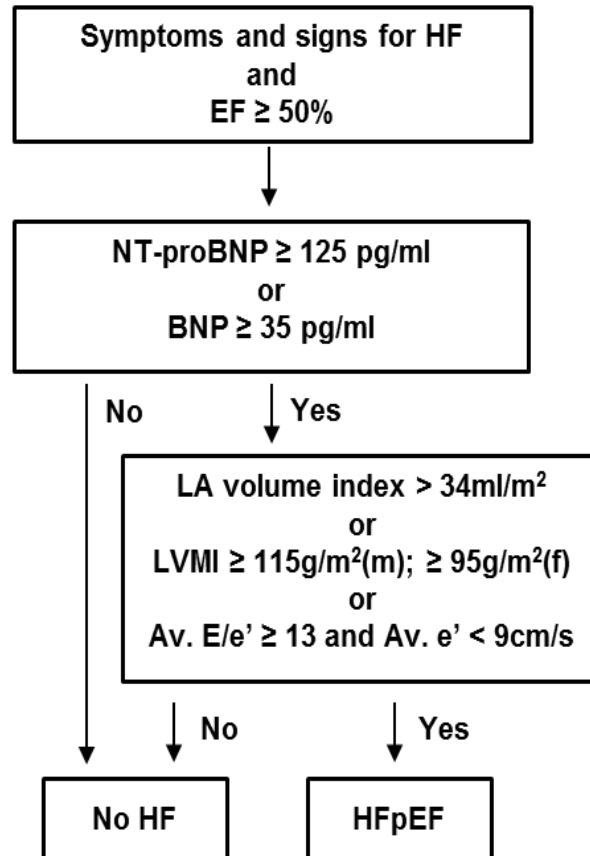 Symptoms and signs for HF
and
EF ≥ 50%
NT-proBNP ≥ 125 pg/ml
or
BNP ≥ 35 pg/ml
No
Yes
LA volume index > 34ml/m²
or
LVMI ≥ 115g/m²(m); ≥ 95g/m²(f)
or
Av. E/e’ ≥ 13 and Av. e’ < 9cm/s
No
Yes
No HF
HFpEF